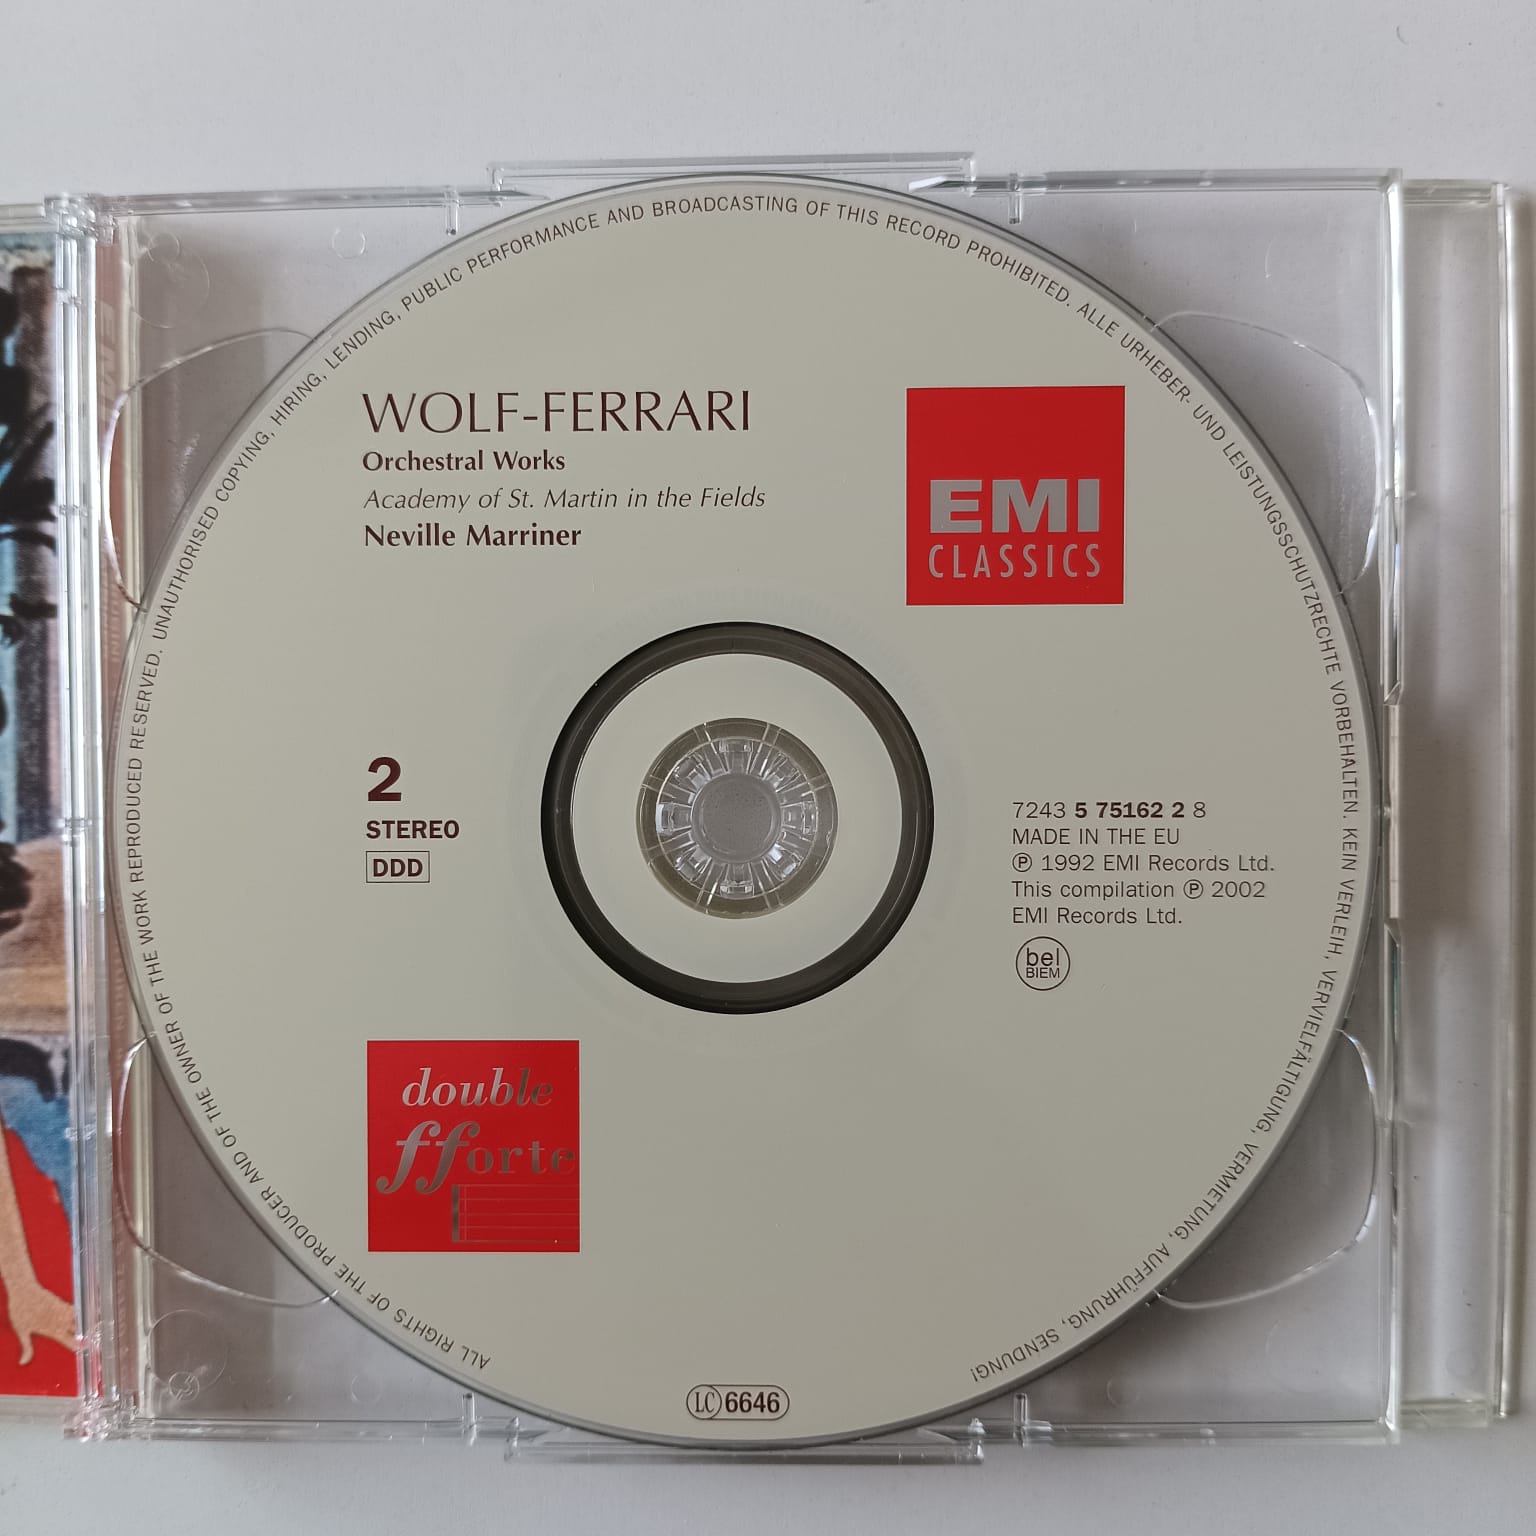 WOLF-FERRARI
Orchestral Works
Academy of St. Martin in the Fields
Neville Marriner
EMI
CLASSICS
2
STEREO
DDD
7243 5 75162 2 8
MADE IN THE EU
℗ 1992 EMI Records Ltd.
This compilation ℗ 2002
EMI Records Ltd.
bel
BIEM
double
fforte
LC 6646
ALL RIGHTS OF THE PRODUCER AND OF THE OWNER OF THE WORK REPRODUCED RESERVED. UNAUTHORISED COPYING, HIRING, LENDING, PUBLIC PERFORMANCE AND BROADCASTING OF THIS RECORD PROHIBITED. ALLE URHEBER- UND LEISTUNGSSCHUTZRECHTE VORBEHALTEN. KEIN VERLEIH, VERVIELFÄLTIGUNG, VERMIETUNG, AUFFÜHRUNG, SENDUNG!